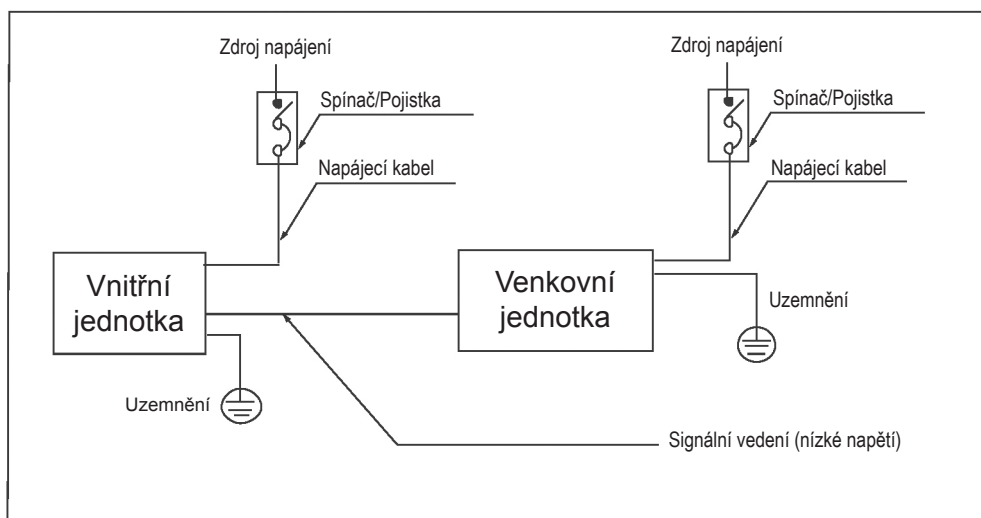 Zdroj napájení
Zdroj napájení
Spínač/Pojistka
Spínač/Pojistka
Napájecí kabel
Napájecí kabel
Vnitřní
jednotka
Venkovní
jednotka
Uzemnění
Uzemnění
Signální vedení (nízké napětí)